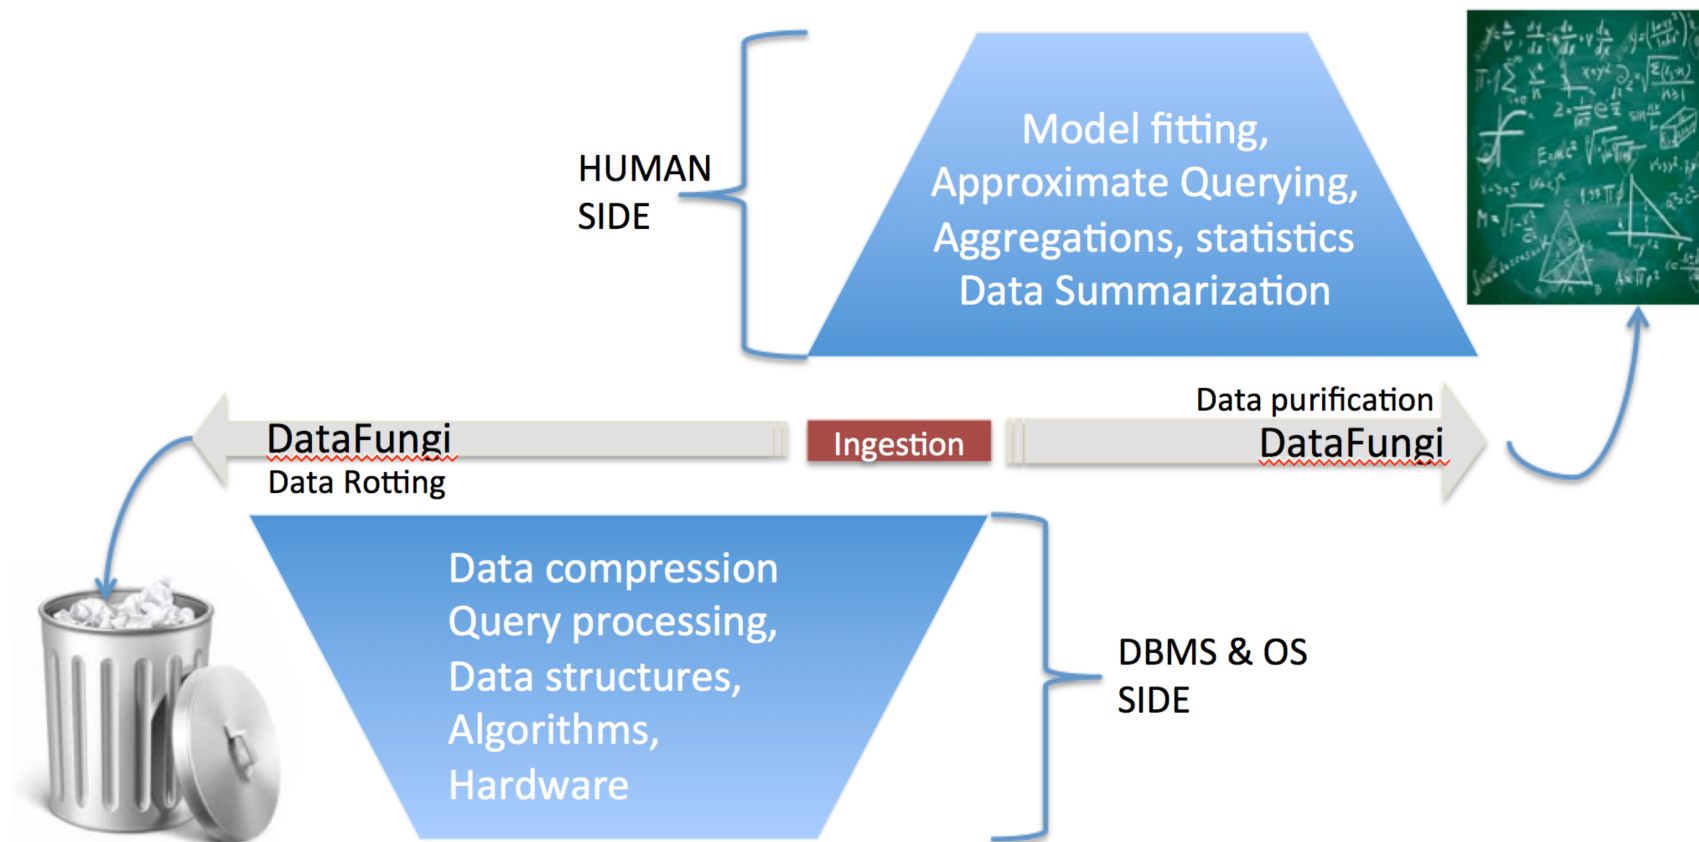 HUMAN
SIDE
Model fitting,
Approximate Querying,
Aggregations, statistics
Data Summarization
Data purification
DataFungi
Ingestion
DataFungi
Data Rotting
Data compression
Query processing,
Data structures,
Algorithms,
Hardware
DBMS & OS
SIDE